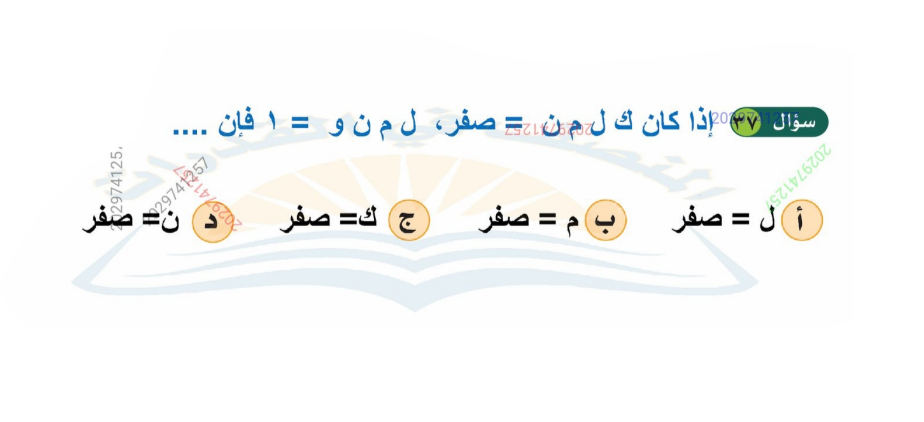 سؤال ٣٧ إذا كان ك ل م ن = صفر، ل م ن و = ١ فإن ....
أ ل = صفر ب م = صفر ج ك= صفر د ن= صفر